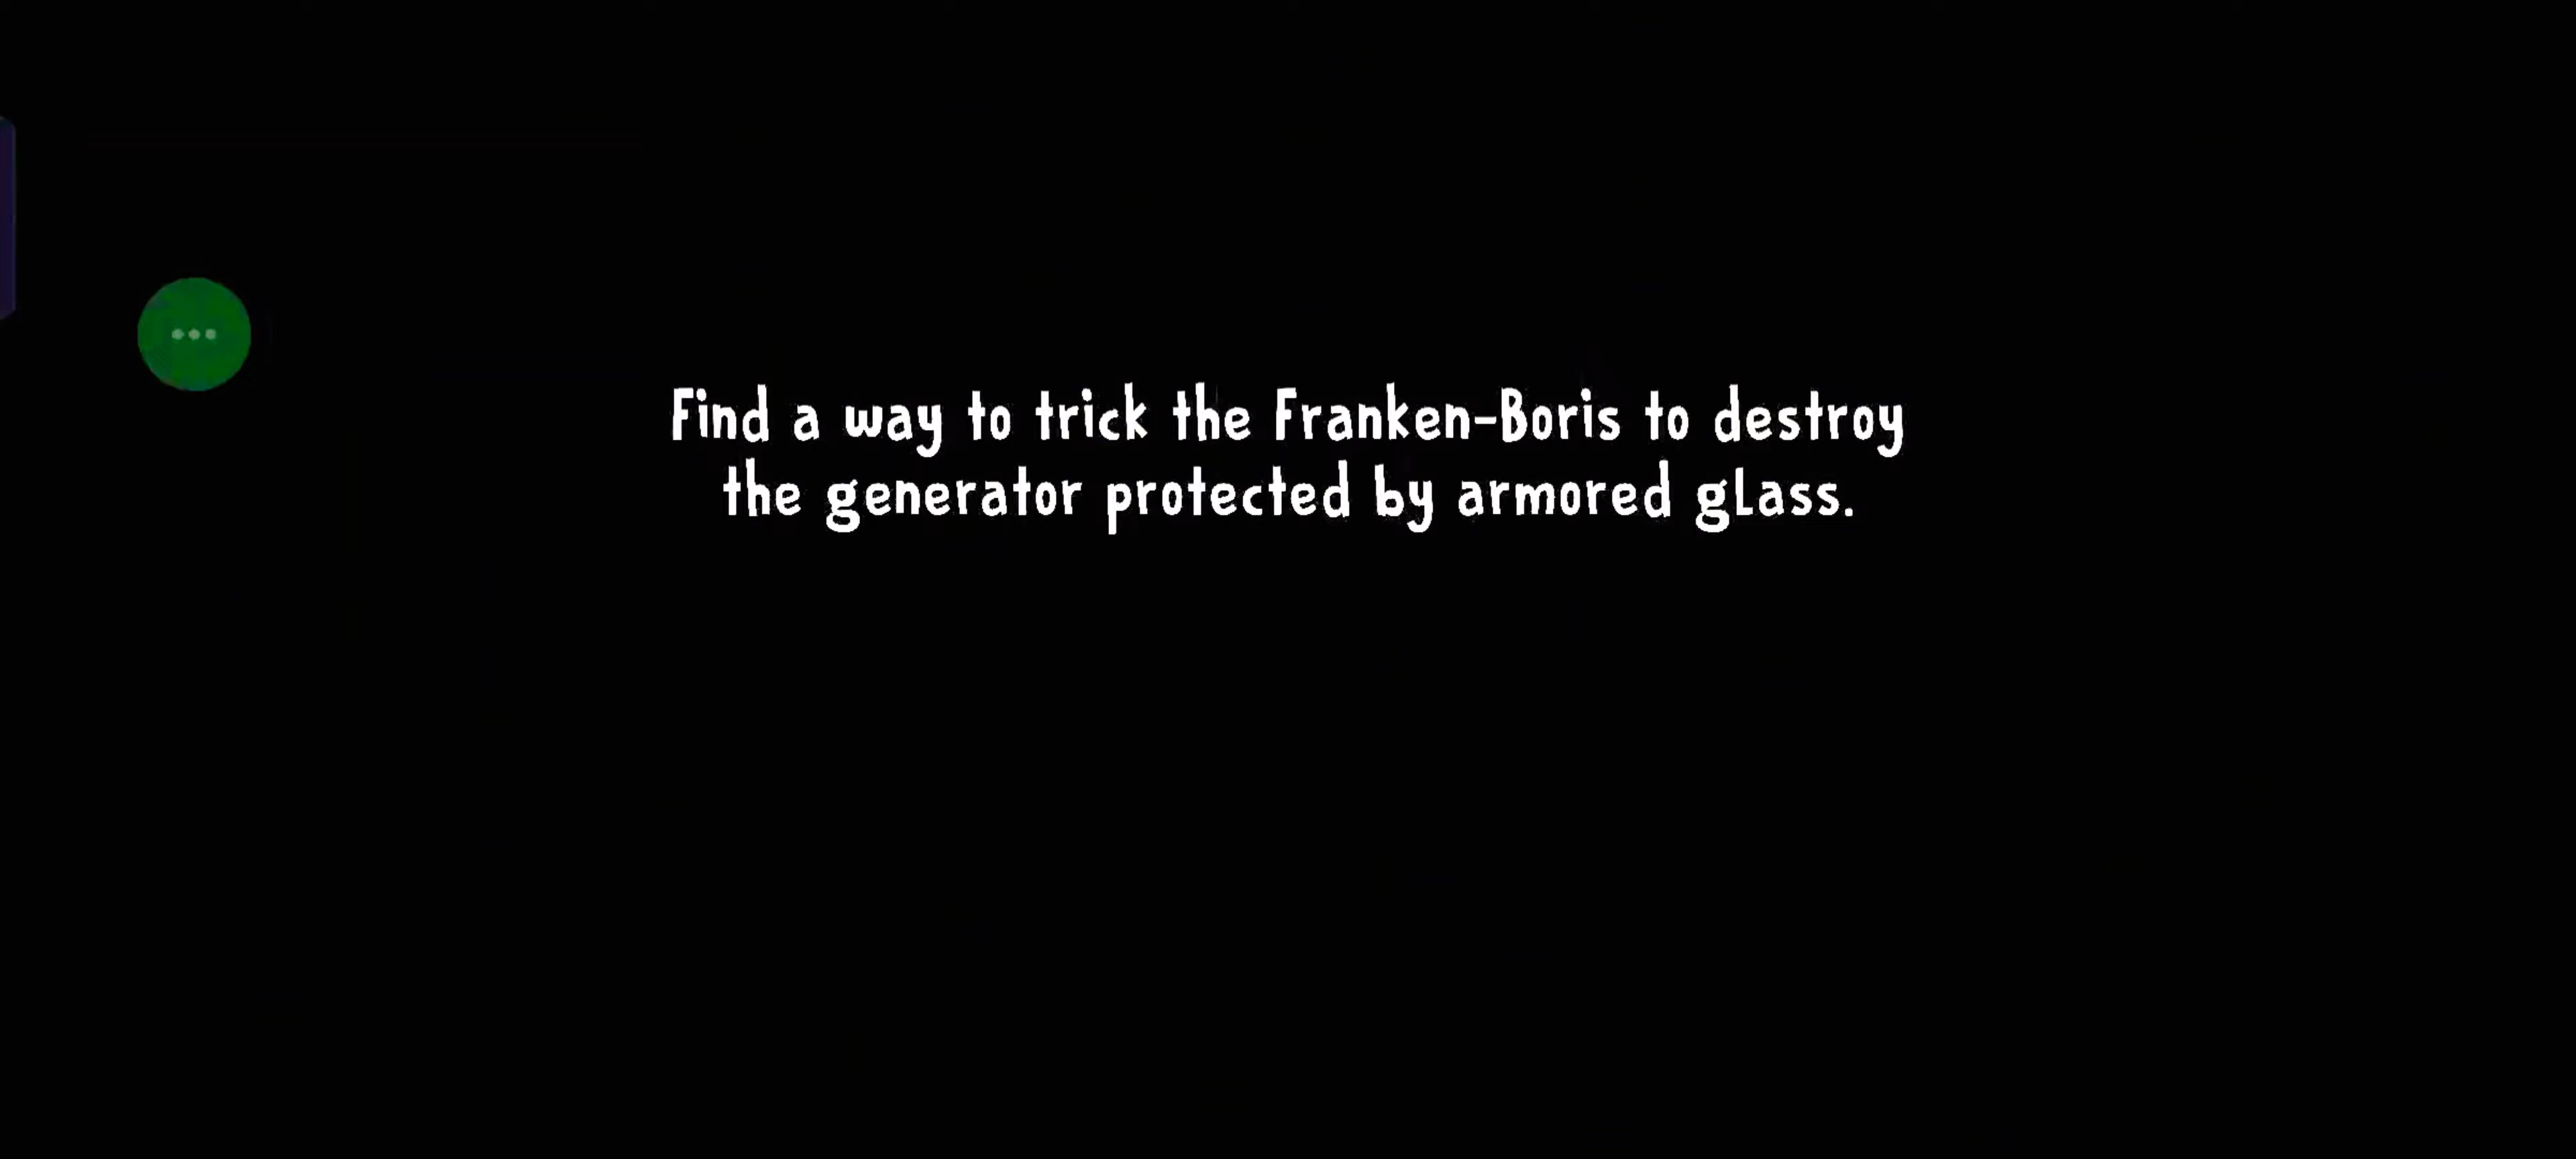 Find a way to trick the Franken-Boris to destroy
the generator protected by armored glass.